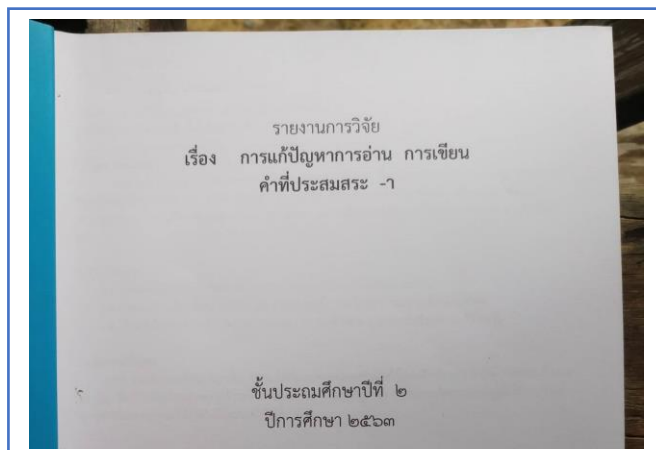 รายงานการวิจัย
เรื่อง การแก้ปัญหาการอ่าน การเขียน
คำที่ประสมสระ -า
ชั้นประถมศึกษาปีที่ ๒
ปีการศึกษา ๒๕๖๓